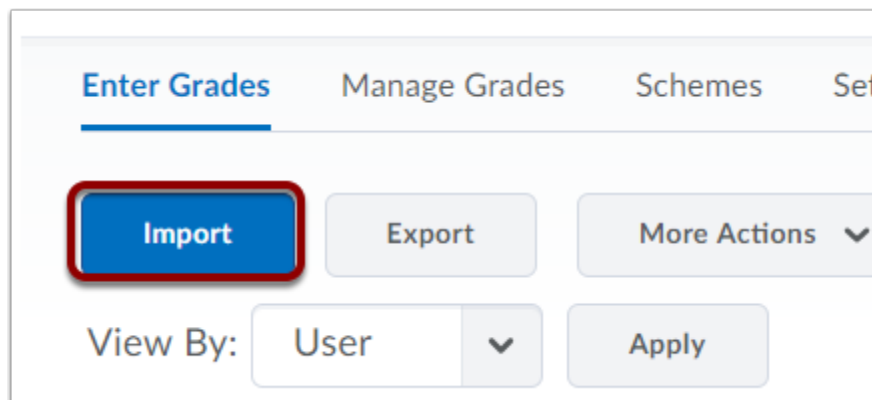 Enter Grades Manage Grades Schemes
Import Export More Actions
View By: User Apply